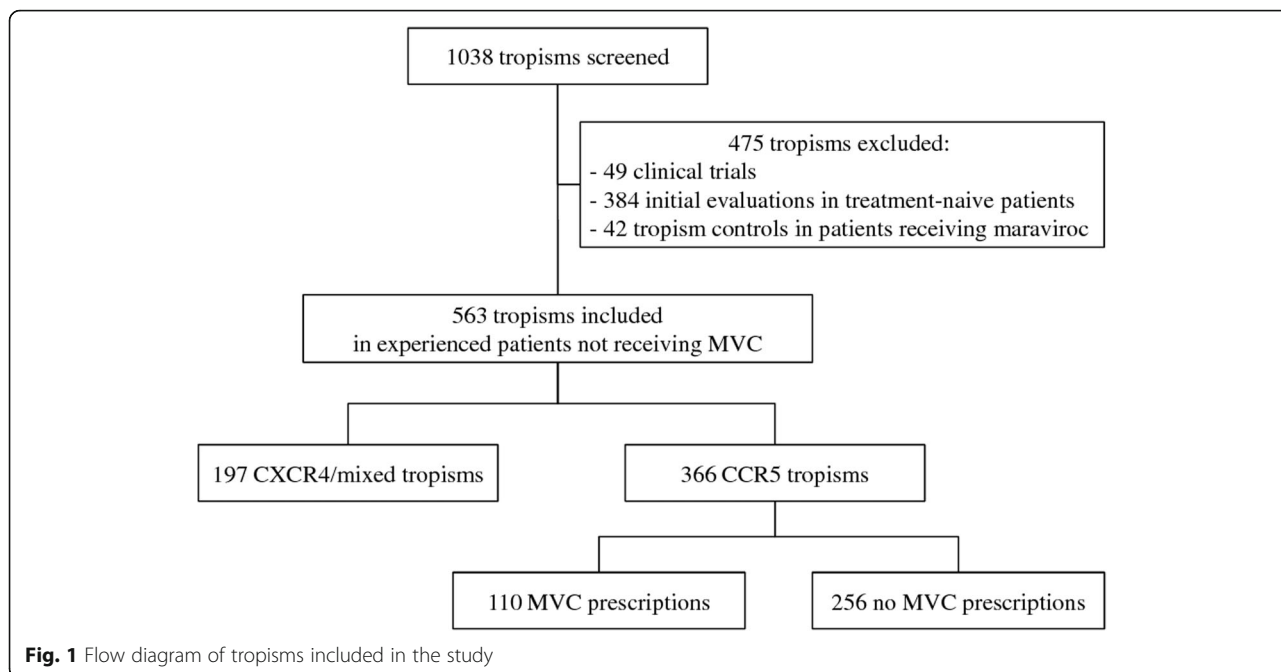 1038 tropisms screened
475 tropisms excluded:
- 49 clinical trials
- 384 initial evaluations in treatment-naive patients
- 42 tropism controls in patients receiving maraviroc
563 tropisms included
in experienced patients not receiving MVC
197 CXCR4/mixed tropisms
366 CCR5 tropisms
110 MVC prescriptions
256 no MVC prescriptions
Fig. 1 Flow diagram of tropisms included in the study